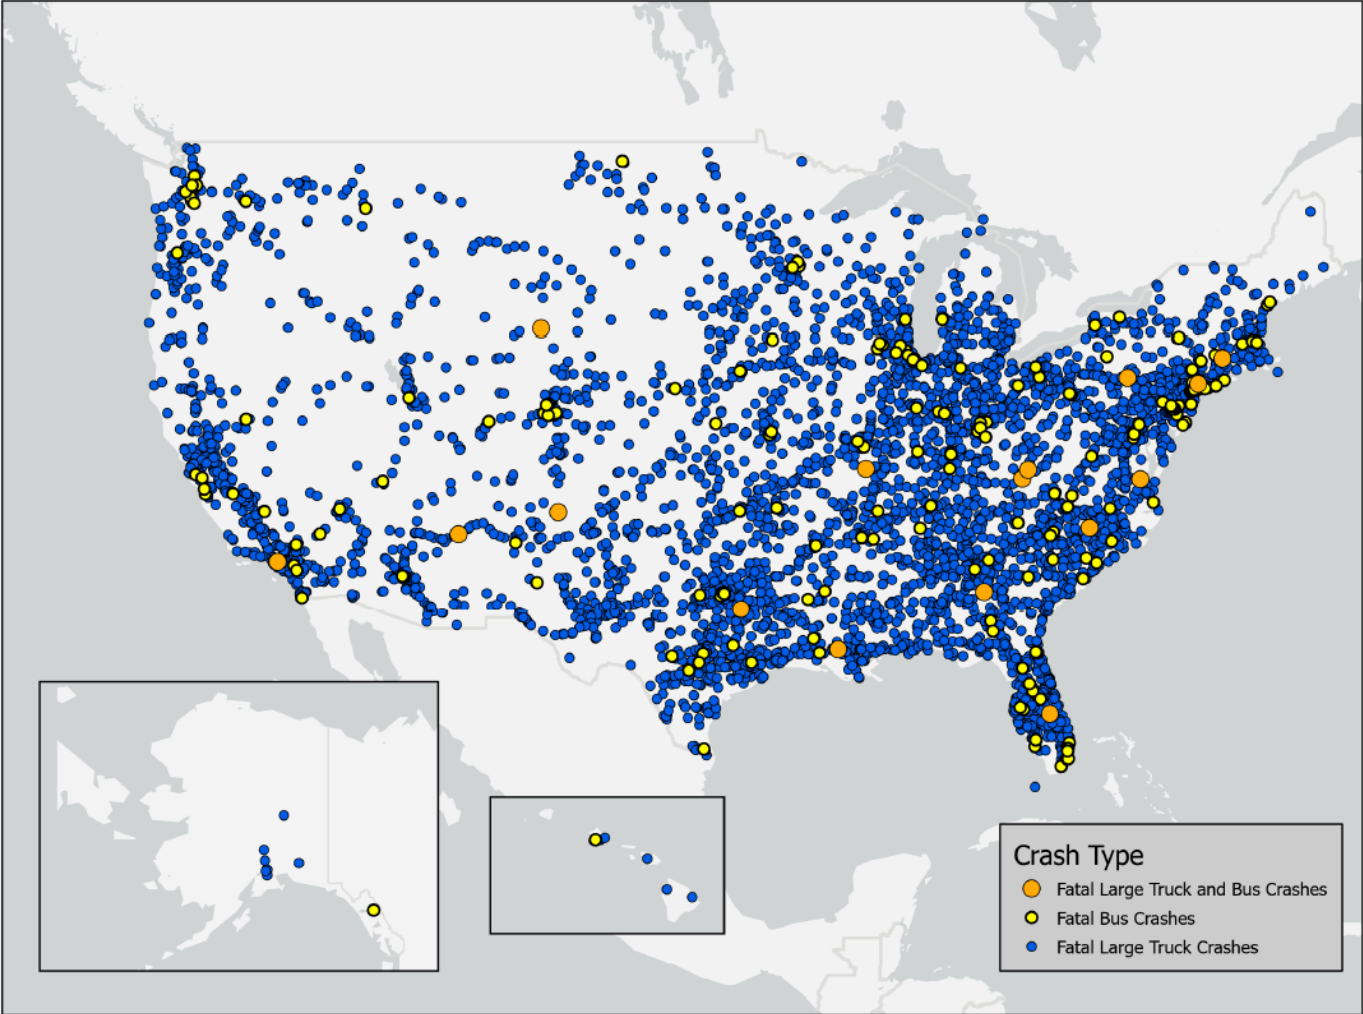 Crash Type
Fatal Large Truck and Bus Crashes
Fatal Bus Crashes
Fatal Large Truck Crashes